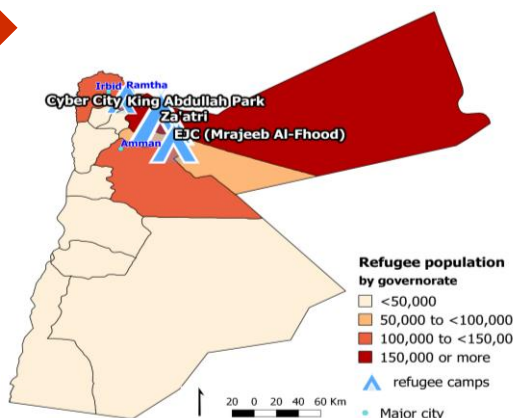 Irbid Ramtha
Cyber City King Abdullah Park
Za'atri
EJC (Mrajeeb Al-Fhood)
Amman
Refugee population
by governorate
<50,000
50,000 to <100,000
100,000 to <150,00
150,000 or more
refugee camps
Major city
20 0 20 40 60 Km